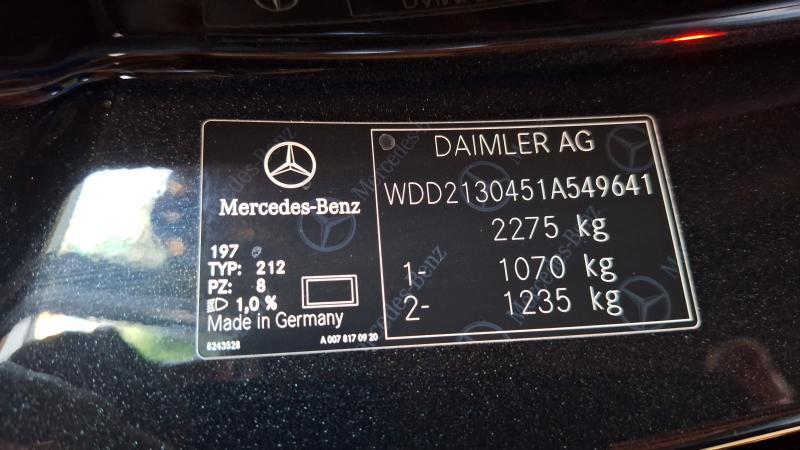 Mercedes-Benz
197
TYP: 212
PZ: 8
1,0 %
Made in Germany
8243528
A 007 817 09 20
DAIMLER AG
WDD2130451A549641
2275 kg
1- 1070 kg
2- 1235 kg